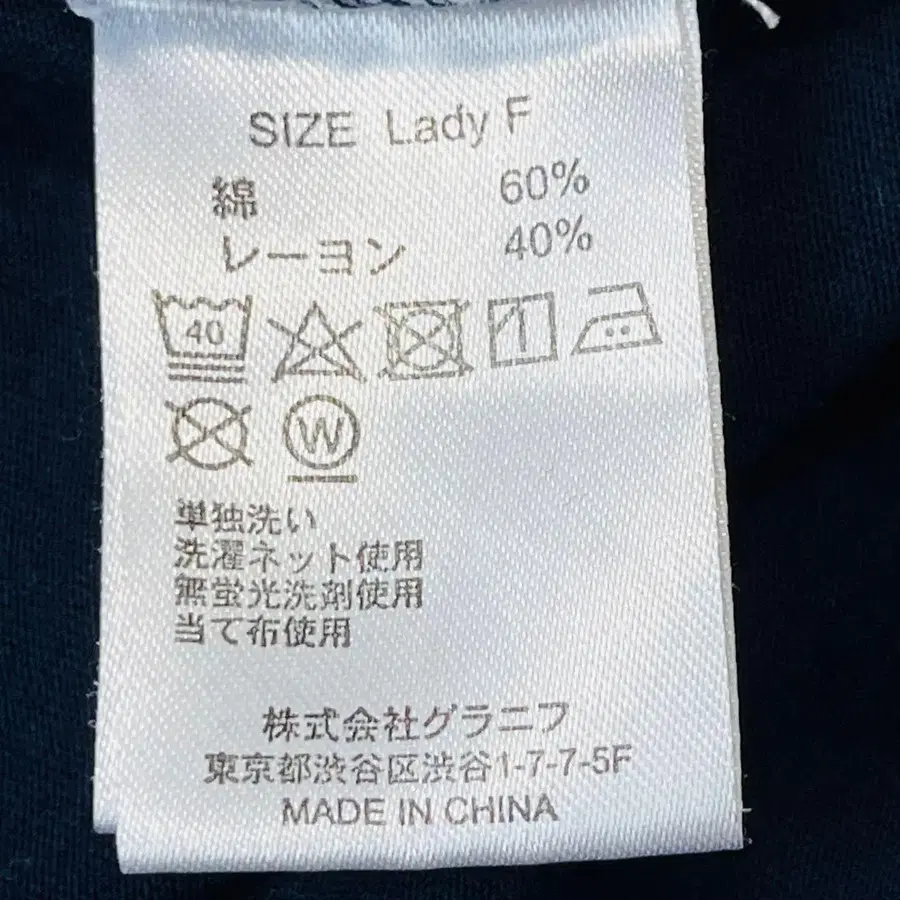 SIZE Lady F
綿 60%
レーヨン 40%
40
W
単独洗い
洗濯ネット使用
無蛍光洗剤使用
当て布使用
株式会社グラニフ
東京都渋谷区渋谷1-7-7-5F
MADE IN CHINA